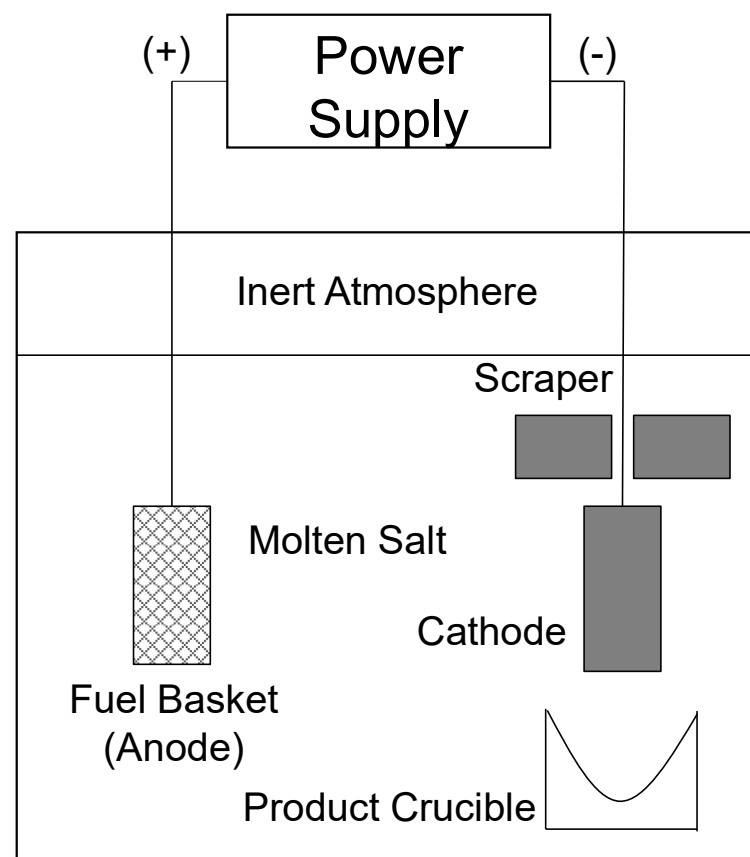 (+)
Power
Supply
(-)
Inert Atmosphere
Scraper
Molten Salt
Cathode
Fuel Basket
(Anode)
Product Crucible